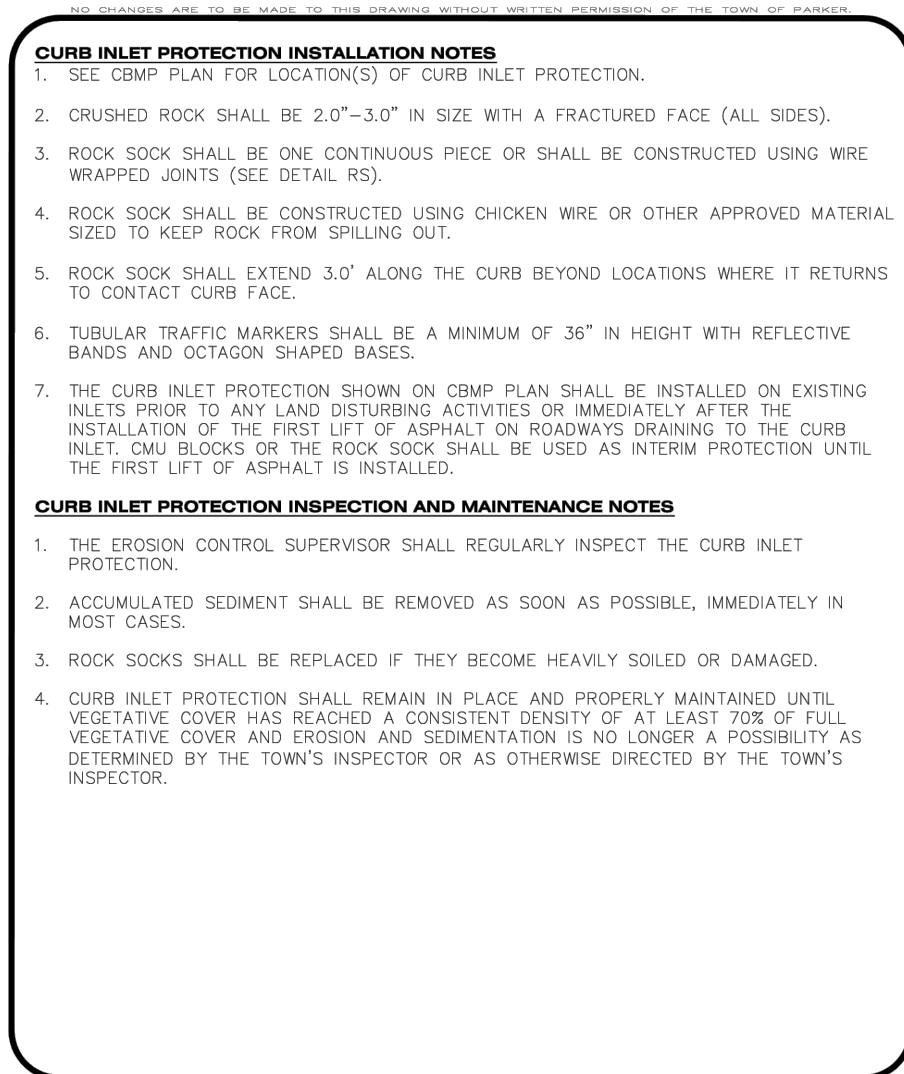 NO CHANGES ARE TO BE MADE TO THIS DRAWING WITHOUT WRITTEN PERMISSION OF THE TOWN OF PARKER.
CURB INLET PROTECTION INSTALLATION NOTES
1. SEE CBMP PLAN FOR LOCATION(S) OF CURB INLET PROTECTION.
2. CRUSHED ROCK SHALL BE 2.0"–3.0" IN SIZE WITH A FRACTURED FACE (ALL SIDES).
3. ROCK SOCK SHALL BE ONE CONTINUOUS PIECE OR SHALL BE CONSTRUCTED USING WIRE
WRAPPED JOINTS (SEE DETAIL RS).
4. ROCK SOCK SHALL BE CONSTRUCTED USING CHICKEN WIRE OR OTHER APPROVED MATERIAL
SIZED TO KEEP ROCK FROM SPILLING OUT.
5. ROCK SOCK SHALL EXTEND 3.0' ALONG THE CURB BEYOND LOCATIONS WHERE IT RETURNS
TO CONTACT CURB FACE.
6. TUBULAR TRAFFIC MARKERS SHALL BE A MINIMUM OF 36" IN HEIGHT WITH REFLECTIVE
BANDS AND OCTAGON SHAPED BASES.
7. THE CURB INLET PROTECTION SHOWN ON CBMP PLAN SHALL BE INSTALLED ON EXISTING
INLETS PRIOR TO ANY LAND DISTURBING ACTIVITIES OR IMMEDIATELY AFTER THE
INSTALLATION OF THE FIRST LIFT OF ASPHALT ON ROADWAYS DRAINING TO THE CURB
INLET. CMU BLOCKS OR THE ROCK SOCK SHALL BE USED AS INTERIM PROTECTION UNTIL
THE FIRST LIFT OF ASPHALT IS INSTALLED.
CURB INLET PROTECTION INSPECTION AND MAINTENANCE NOTES
1. THE EROSION CONTROL SUPERVISOR SHALL REGULARLY INSPECT THE CURB INLET
PROTECTION.
2. ACCUMULATED SEDIMENT SHALL BE REMOVED AS SOON AS POSSIBLE, IMMEDIATELY IN
MOST CASES.
3. ROCK SOCKS SHALL BE REPLACED IF THEY BECOME HEAVILY SOILED OR DAMAGED.
4. CURB INLET PROTECTION SHALL REMAIN IN PLACE AND PROPERLY MAINTAINED UNTIL
VEGETATIVE COVER HAS REACHED A CONSISTENT DENSITY OF AT LEAST 70% OF FULL
VEGETATIVE COVER AND EROSION AND SEDIMENTATION IS NO LONGER A POSSIBILITY AS
DETERMINED BY THE TOWN'S INSPECTOR OR AS OTHERWISE DIRECTED BY THE TOWN'S
INSPECTOR.